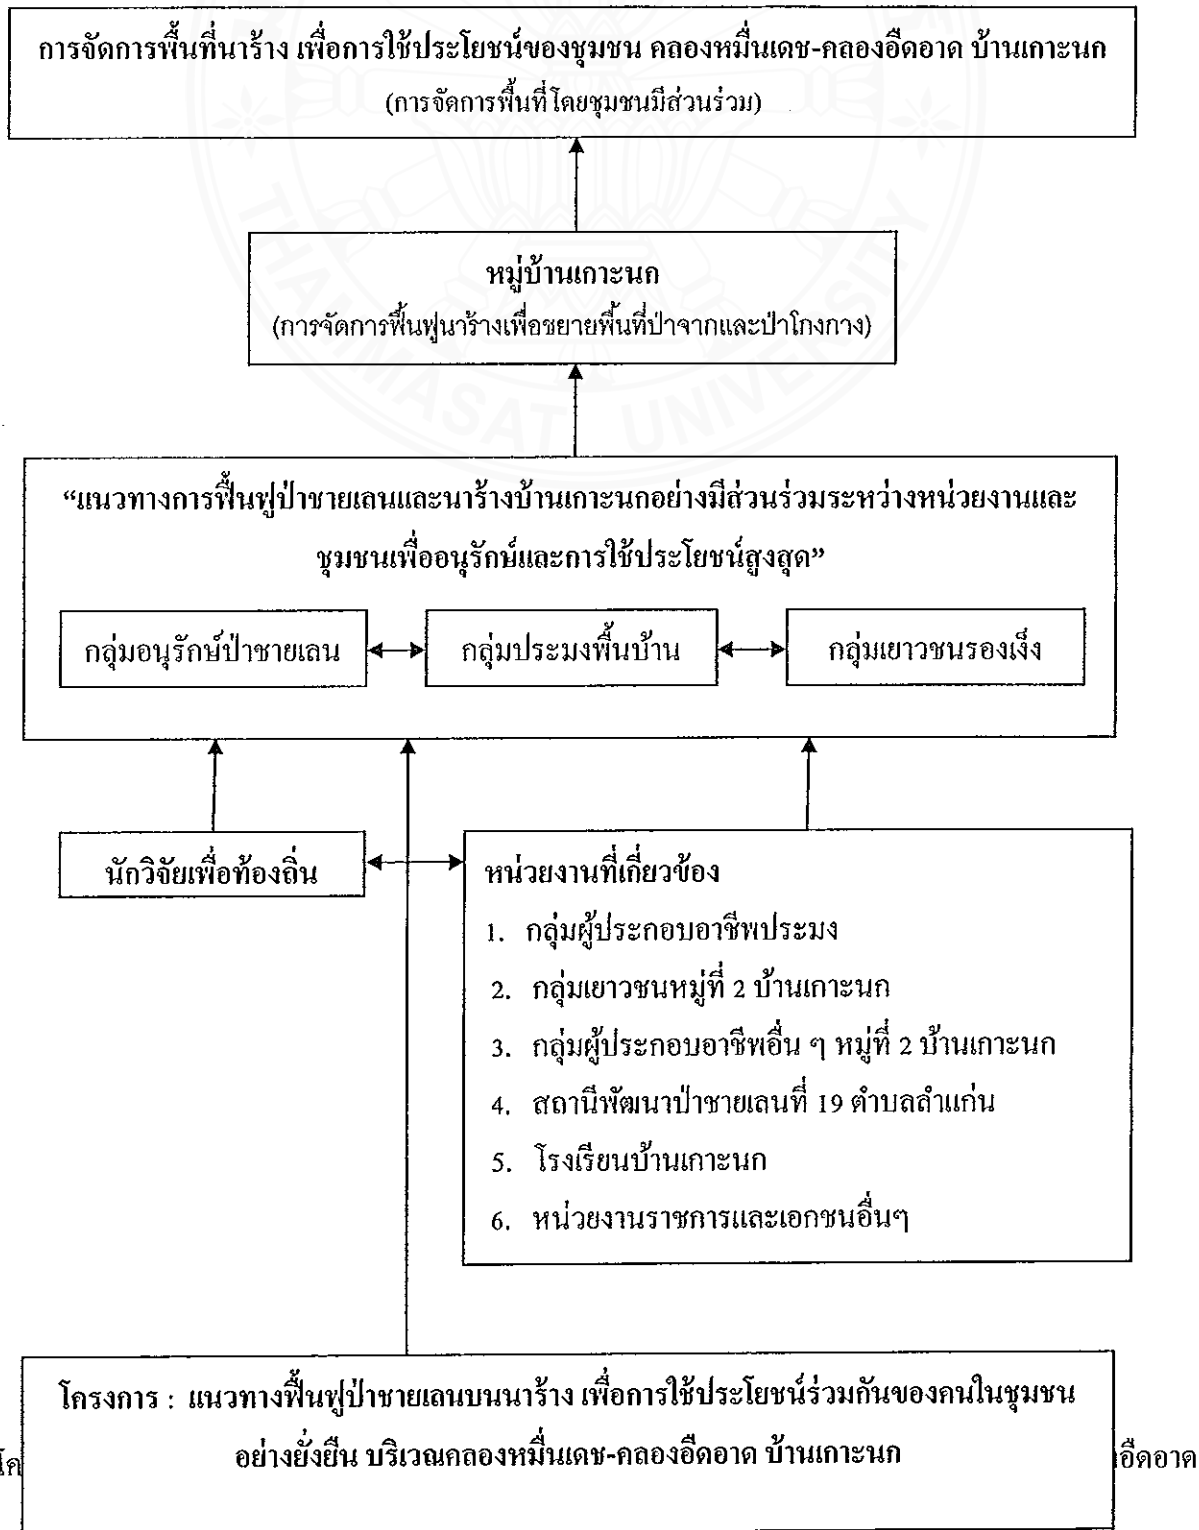 การจัดการพื้นที่นาร้าง เพื่อการใช้ประโยชน์ของชุมชน คลองหมื่นเดช-คลองอืดอาด บ้านเกาะนก
(การจัดการพื้นที่โดยชุมชนมีส่วนร่วม)
หมู่บ้านเกาะนก
(การจัดการฟื้นฟูนาร้างเพื่อขยายพื้นที่ป่าจากและป่าโกงกาง)
THAMMASAT UNIVERSITY
“แนวทางการฟื้นฟูป่าชายเลนและนาร้างบ้านเกาะนกอย่างมีส่วนร่วมระหว่างหน่วยงานและ
ชุมชนเพื่ออนุรักษ์และการใช้ประโยชน์สูงสุด”
กลุ่มอนุรักษ์ป่าชายเลน กลุ่มประมงพื้นบ้าน กลุ่มเยาวชนรองเง็ง
นักวิจัยเพื่อท้องถิ่น
หน่วยงานที่เกี่ยวข้อง
1. กลุ่มผู้ประกอบอาชีพประมง
2. กลุ่มเยาวชนหมู่ที่ 2 บ้านเกาะนก
3. กลุ่มผู้ประกอบอาชีพอื่น ๆ หมู่ที่ 2 บ้านเกาะนก
4. สถานีพัฒนาป่าชายเลนที่ 19 ตำบลลำแก่น
5. โรงเรียนบ้านเกาะนก
6. หน่วยงานราชการและเอกชนอื่นๆ
โครงการ : แนวทางฟื้นฟูป่าชายเลนบนนาร้าง เพื่อการใช้ประโยชน์ร่วมกันของคนในชุมชน
อย่างยั่งยืน บริเวณคลองหมื่นเดช-คลองอืดอาด บ้านเกาะนก
อืดอาด